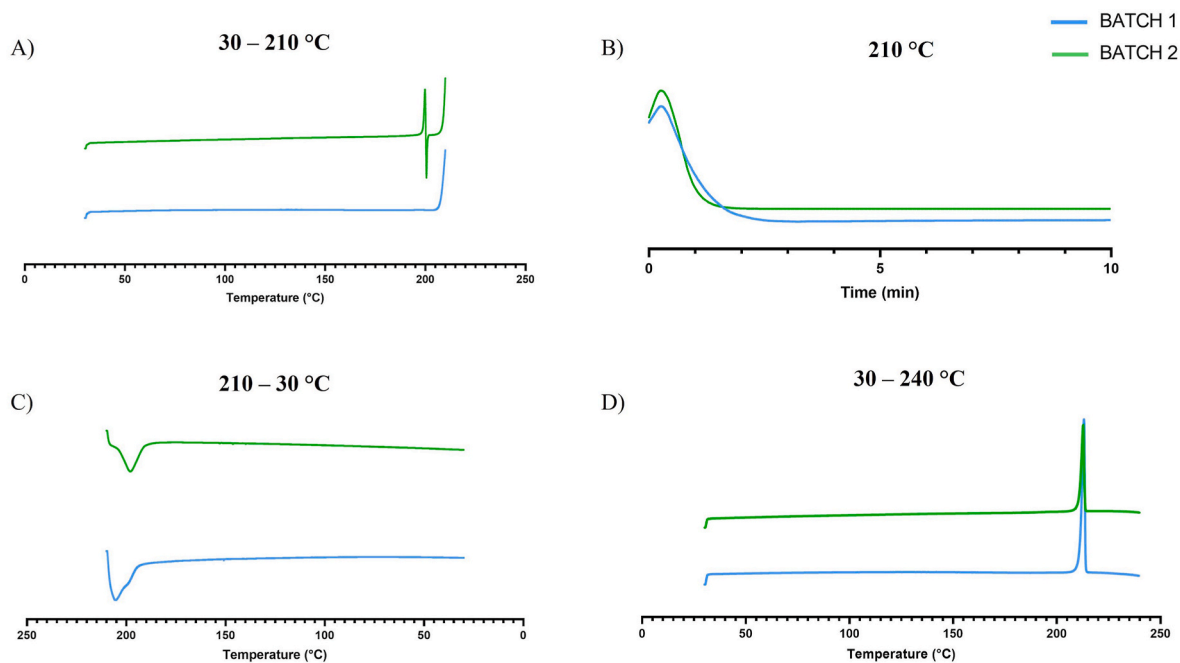 BATCH 1
BATCH 2
A)
30 – 210 °C
0 50 100 150 200 250
Temperature (°C)
B)
210 °C
0 5 10
Time (min)
C)
210 – 30 °C
250 200 150 100 50 0
Temperature (°C)
D)
30 – 240 °C
0 50 100 150 200 250
Temperature (°C)